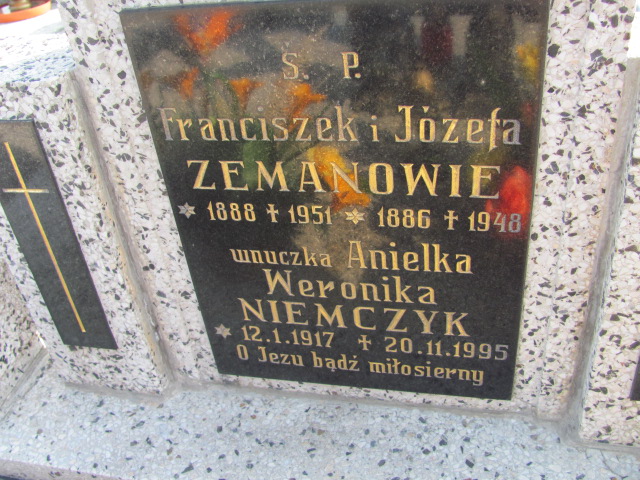 Ś. P.
Franciszek i Józefa
ZEMANOWIE
* 1888 † 1951 * 1886 † 1948
wnuczka Anielka
Weronika
NIEMCZYK
* 12.1.1917 † 20.11.1995
O Jezu bądź miłosierny